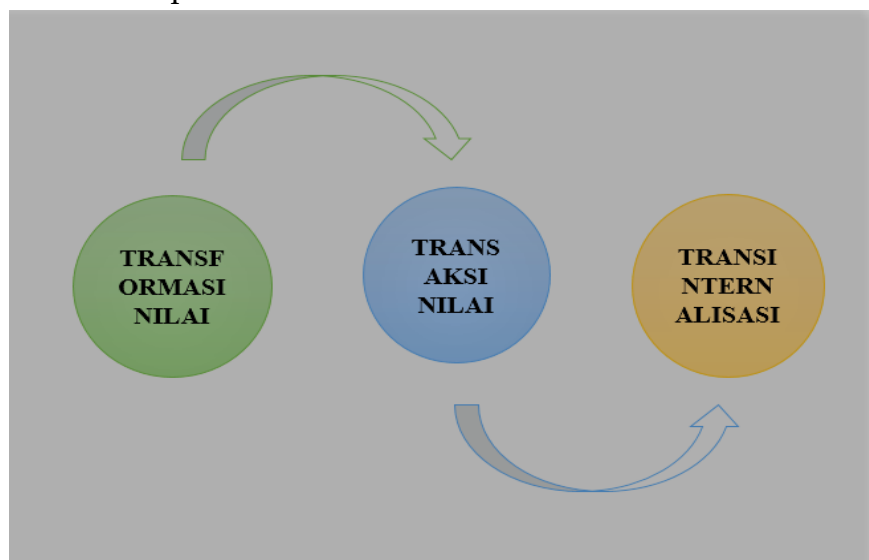 TRANSF
ORMASI
NILAI
TRANS
AKSI
NILAI
TRANSI
NTERN
ALISASI